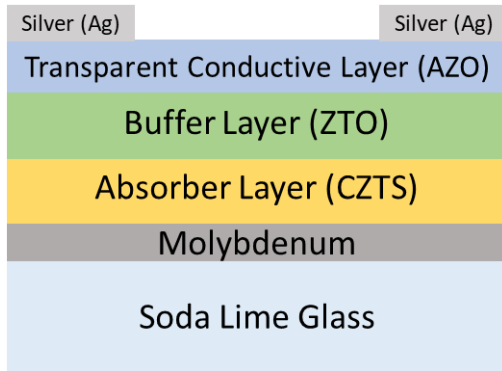 Silver (Ag)
Silver (Ag)
Transparent Conductive Layer (AZO)
Buffer Layer (ZTO)
Absorber Layer (CZTS)
Molybdenum
Soda Lime Glass